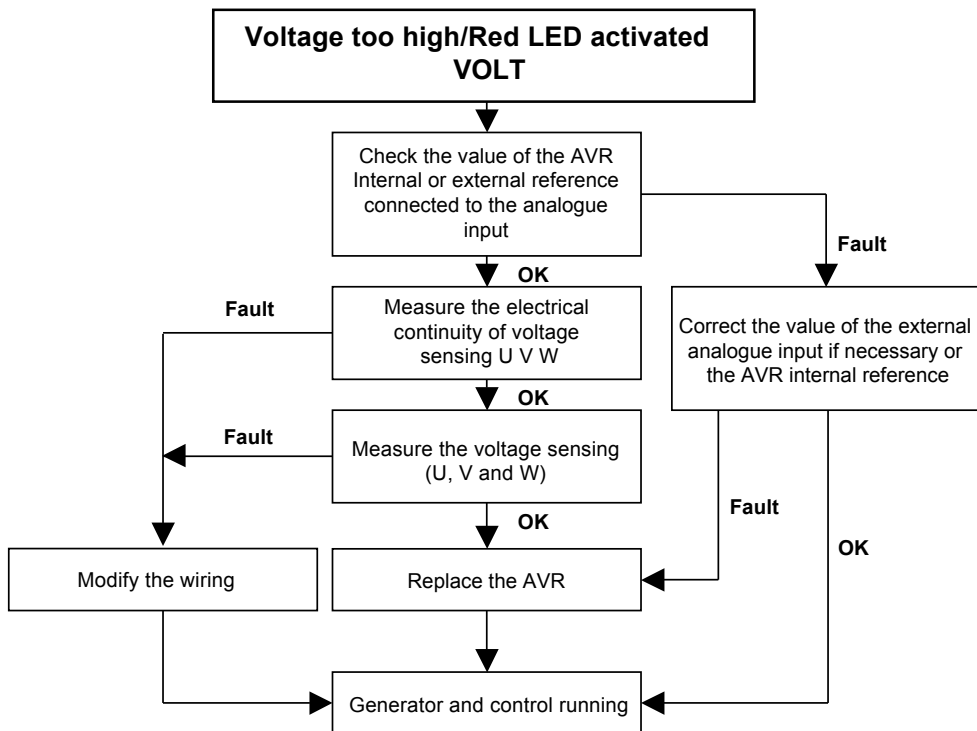 Voltage too high/Red LED activated
VOLT
Check the value of the AVR
Internal or external reference
connected to the analogue
input
Fault
OK
Fault
Measure the electrical
continuity of voltage
sensing U V W
Correct the value of the external
analogue input if necessary or
the AVR internal reference
OK
Fault
Measure the voltage sensing
(U, V and W)
Fault
OK
OK
Modify the wiring
Replace the AVR
Generator and control running